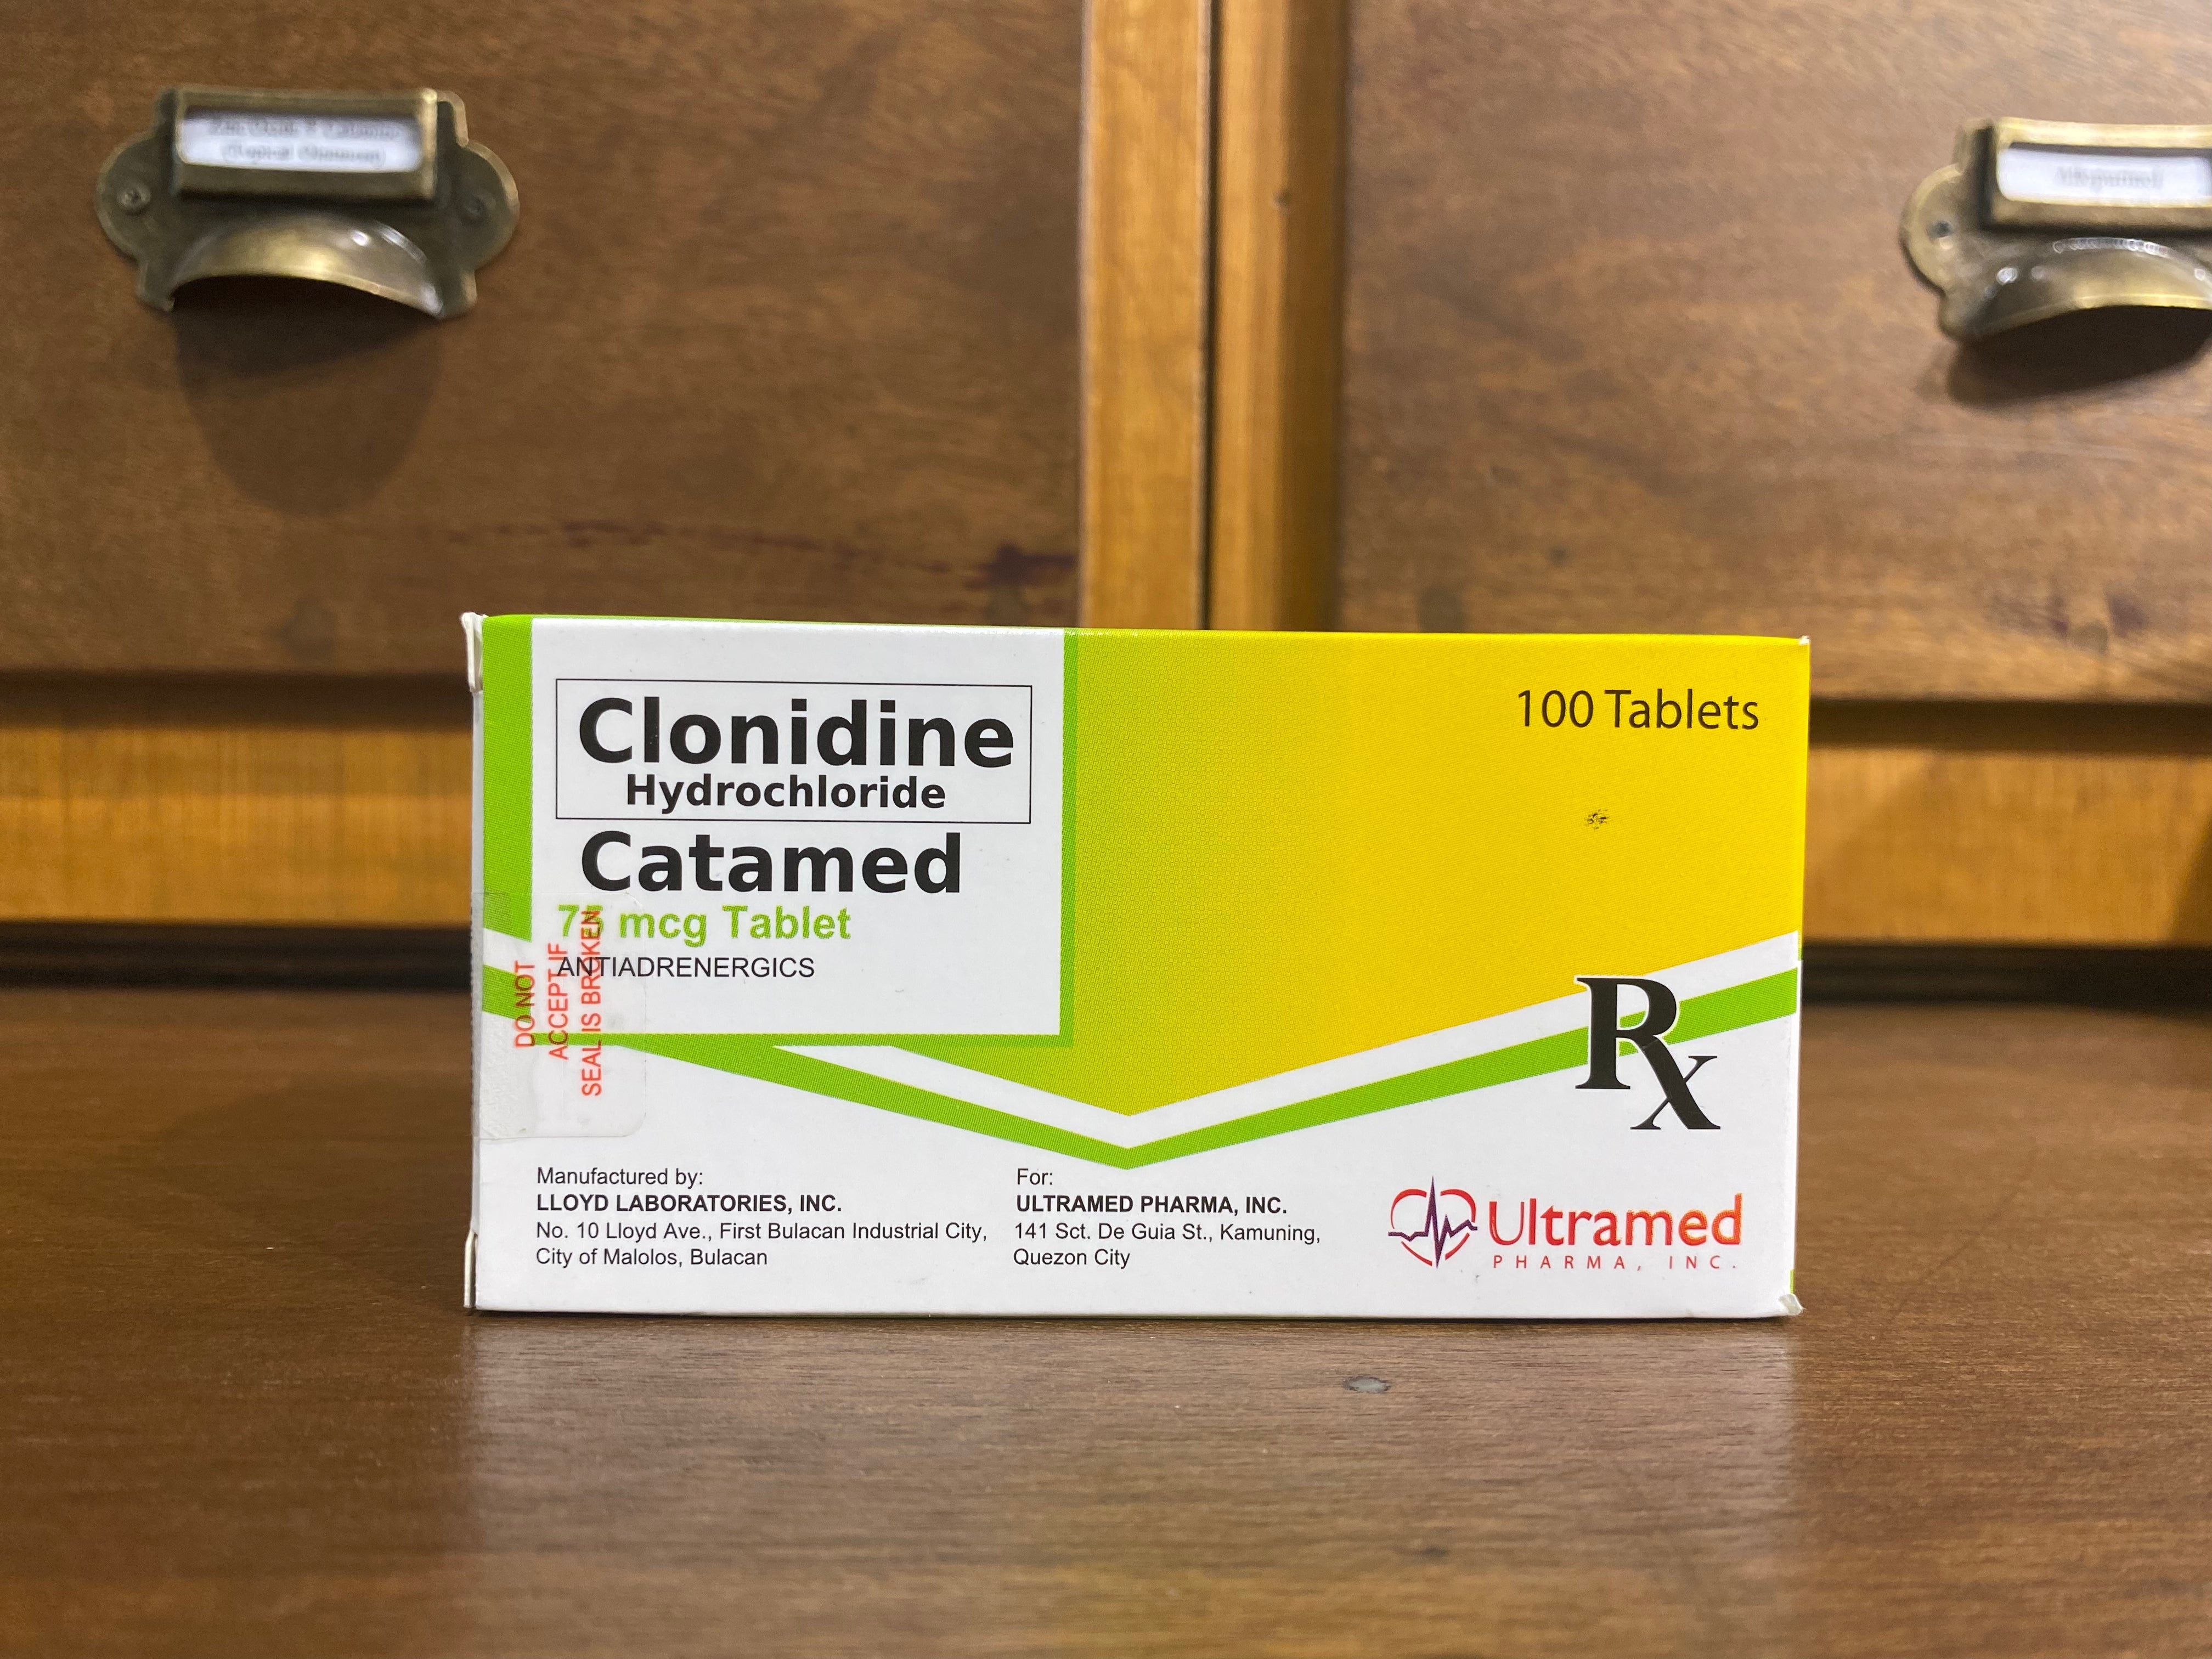 Clonidine
Hydrochloride
Catamed
75 mcg Tablet
ANTIADRENERGICS
100 Tablets
DO NOT
ACCEPT IF
SEAL IS BROKEN
Rx
Manufactured by:
LLOYD LABORATORIES, INC.
No. 10 Lloyd Ave., First Bulacan Industrial City,
City of Malolos, Bulacan
For:
ULTRAMED PHARMA, INC.
141 Sct. De Guia St., Kamuning,
Quezon City
Ultramed
PHARMA, INC.